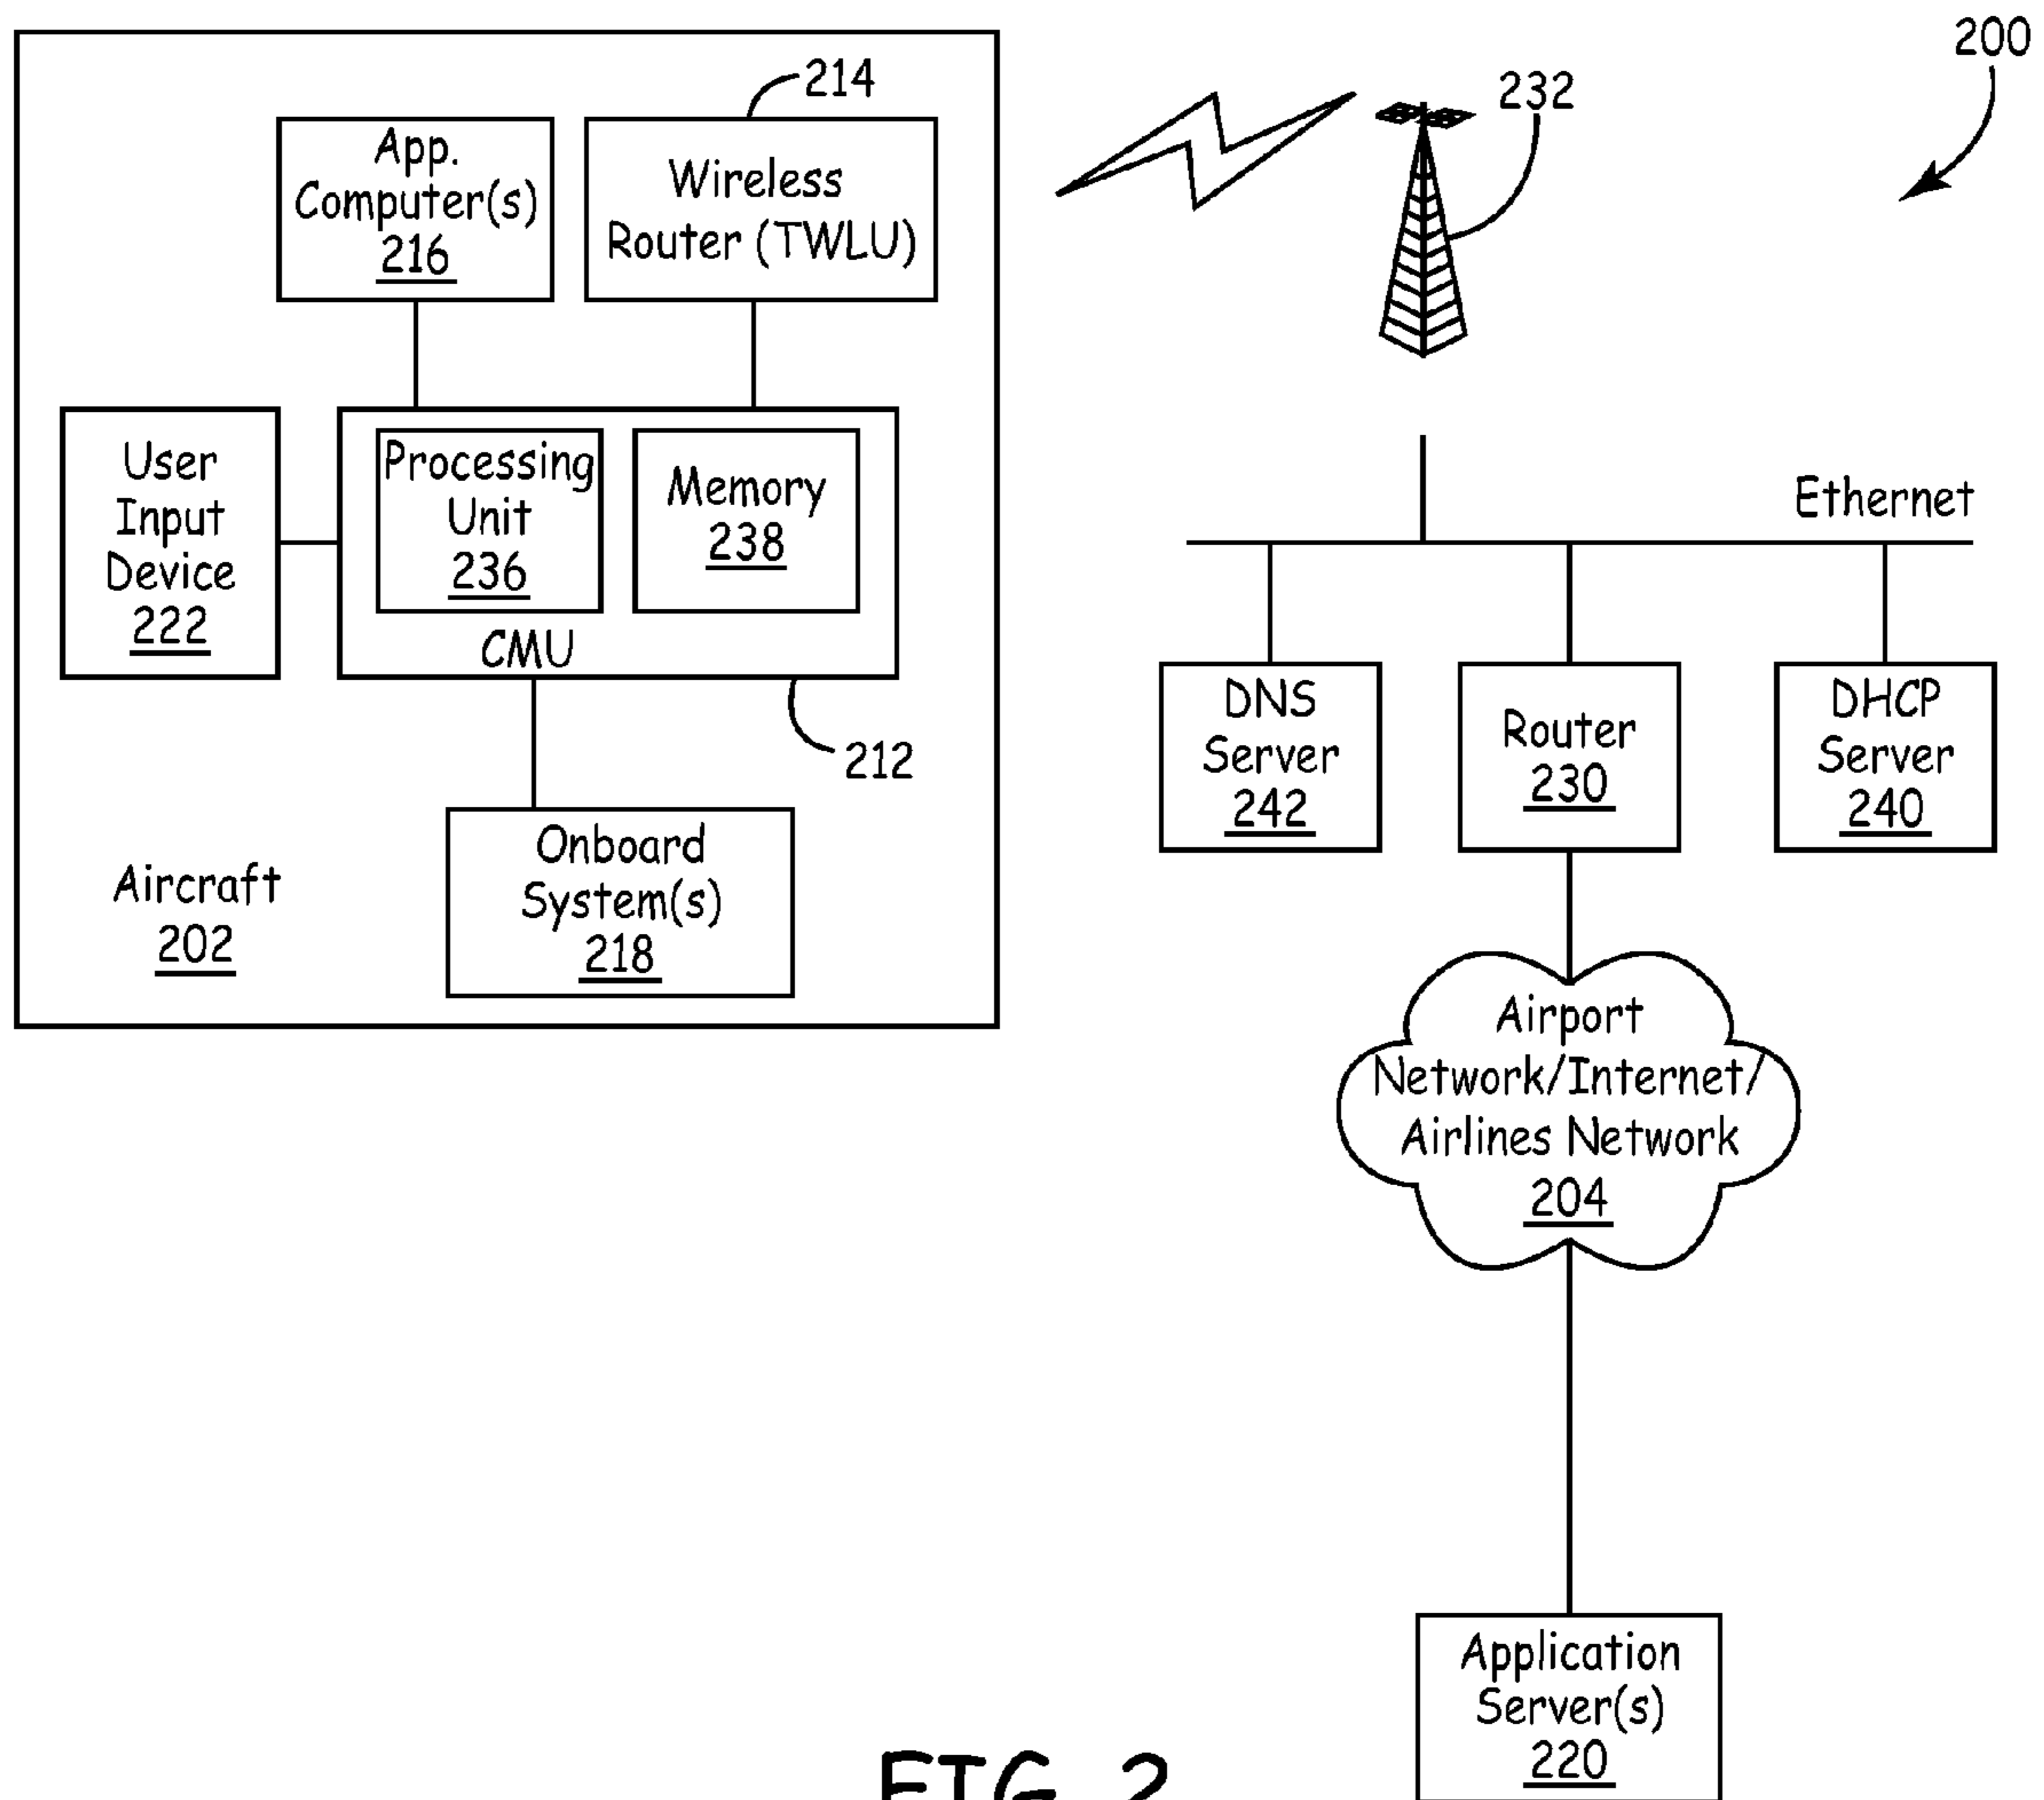 200
232
214
App.
Computer(s)
216
Wireless
Router (TWLU)
User
Input
Device
222
Processing
Unit
236
Memory
238
CMU
212
Onboard
System(s)
218
Aircraft
202
Ethernet
DNS
Server
242
Router
230
DHCP
Server
240
Airport
Network/Internet/
Airlines Network
204
Application
Server(s)
220
FIG. 2